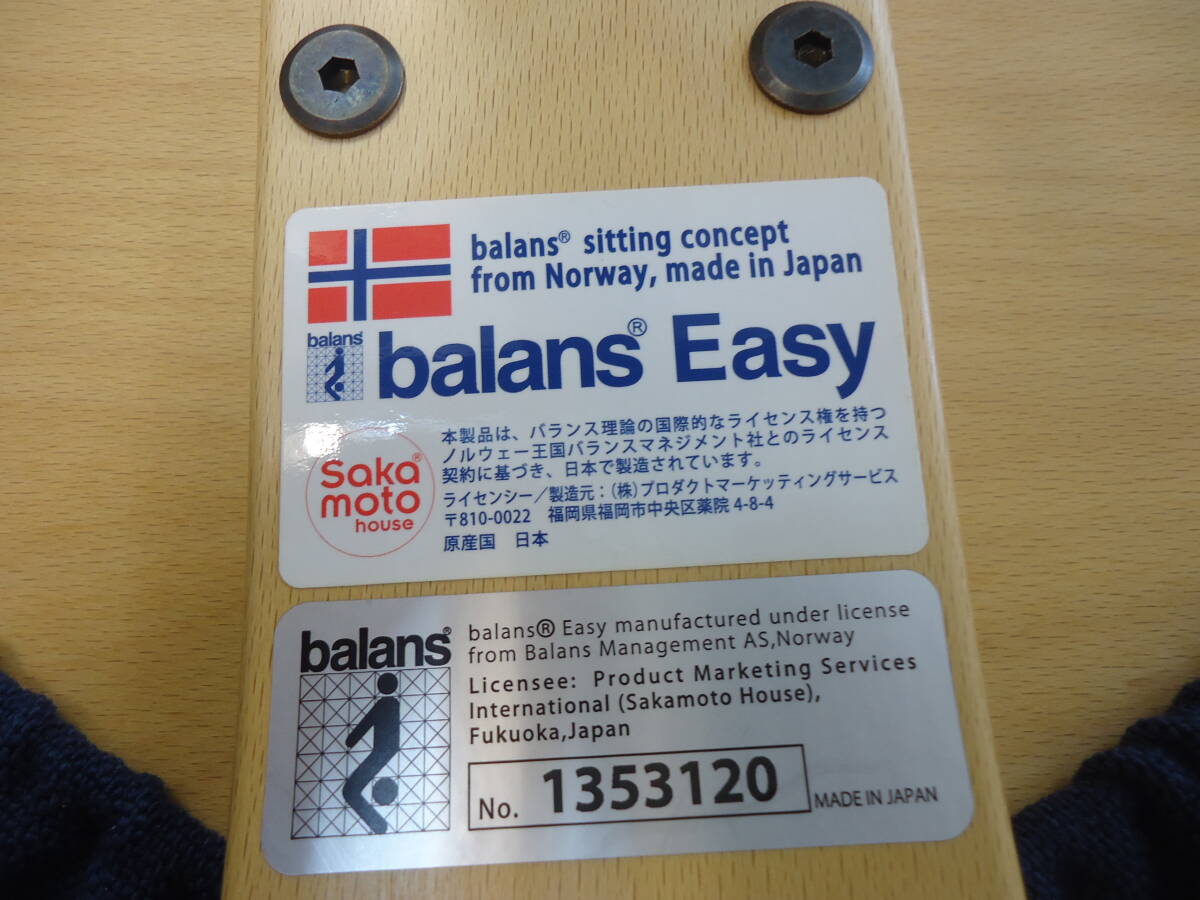 balans® sitting concept
from Norway, made in Japan
balans
balans® Easy
本製品は、バランス理論の国際的なライセンス権を持つ
ノルウェー王国バランスマネジメント社とのライセンス
契約に基づき、日本で製造されています。
Saka®
moto
house
ライセンシー/製造元:(株)プロダクトマーケッティングサービス
〒810-0022 福岡県福岡市中央区薬院 4-8-4
原産国 日本
balans®
balans® Easy manufactured under license
from Balans Management AS,Norway
Licensee: Product Marketing Services
International (Sakamoto House),
Fukuoka,Japan
No. 1353120
MADE IN JAPAN